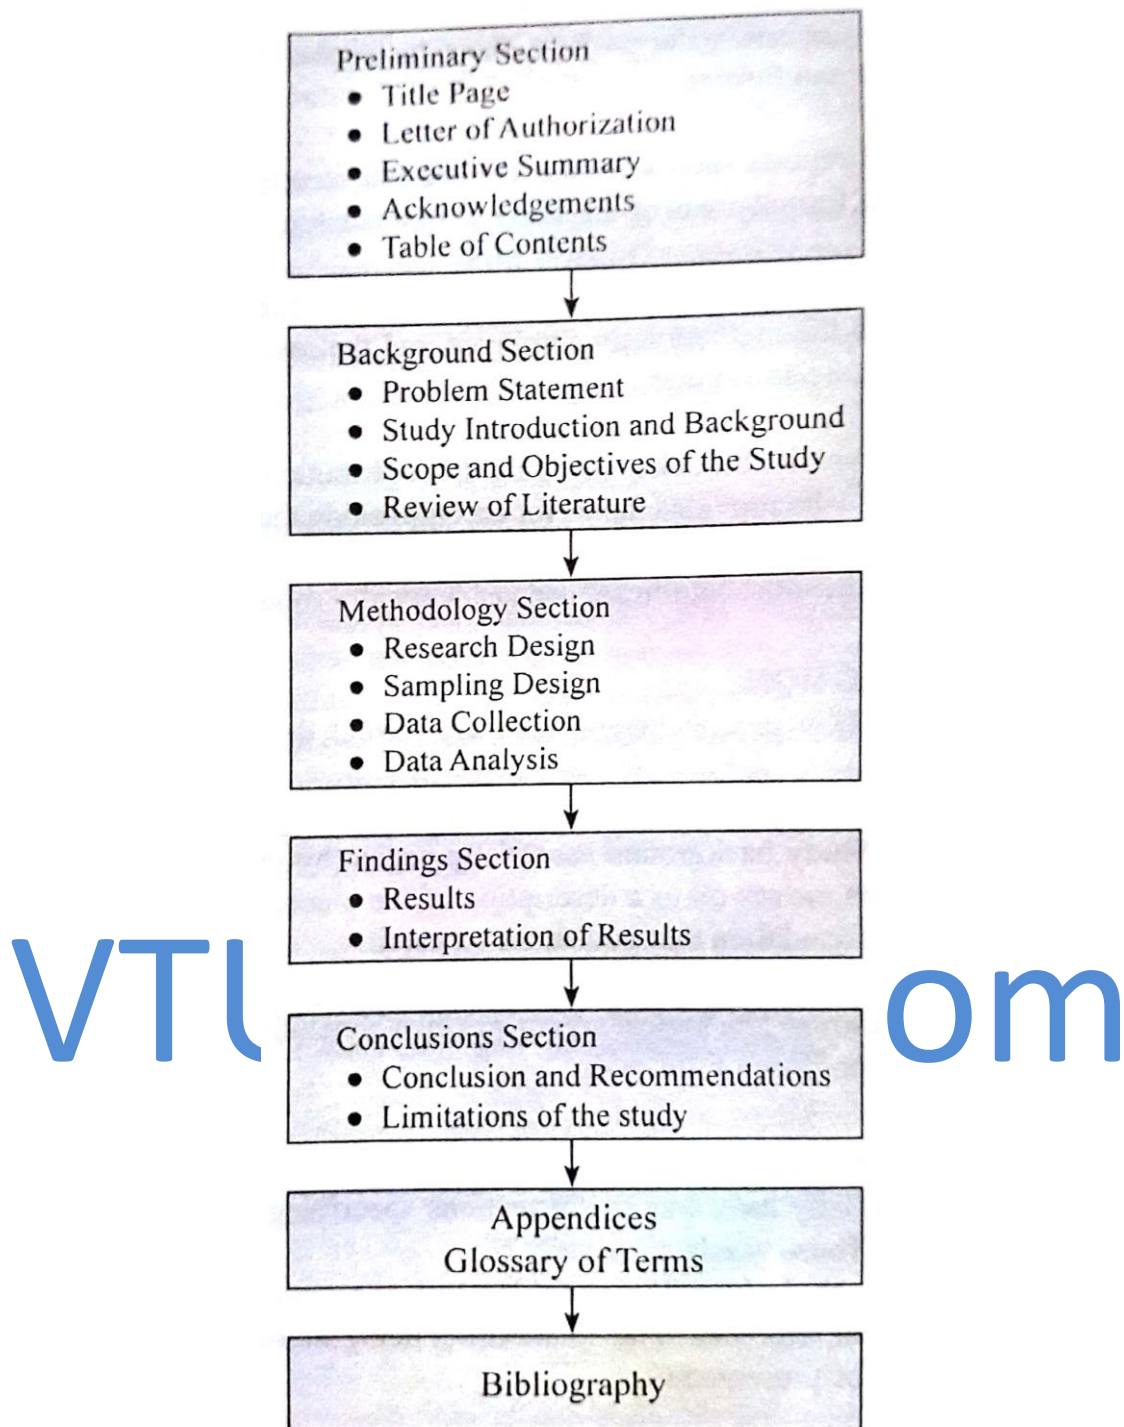 Preliminary Section
• Title Page
• Letter of Authorization
• Executive Summary
• Acknowledgements
• Table of Contents
Background Section
• Problem Statement
• Study Introduction and Background
• Scope and Objectives of the Study
• Review of Literature
Methodology Section
• Research Design
• Sampling Design
• Data Collection
• Data Analysis
Findings Section
• Results
• Interpretation of Results
VTU om
Conclusions Section
• Conclusion and Recommendations
• Limitations of the study
Appendices
Glossary of Terms
Bibliography